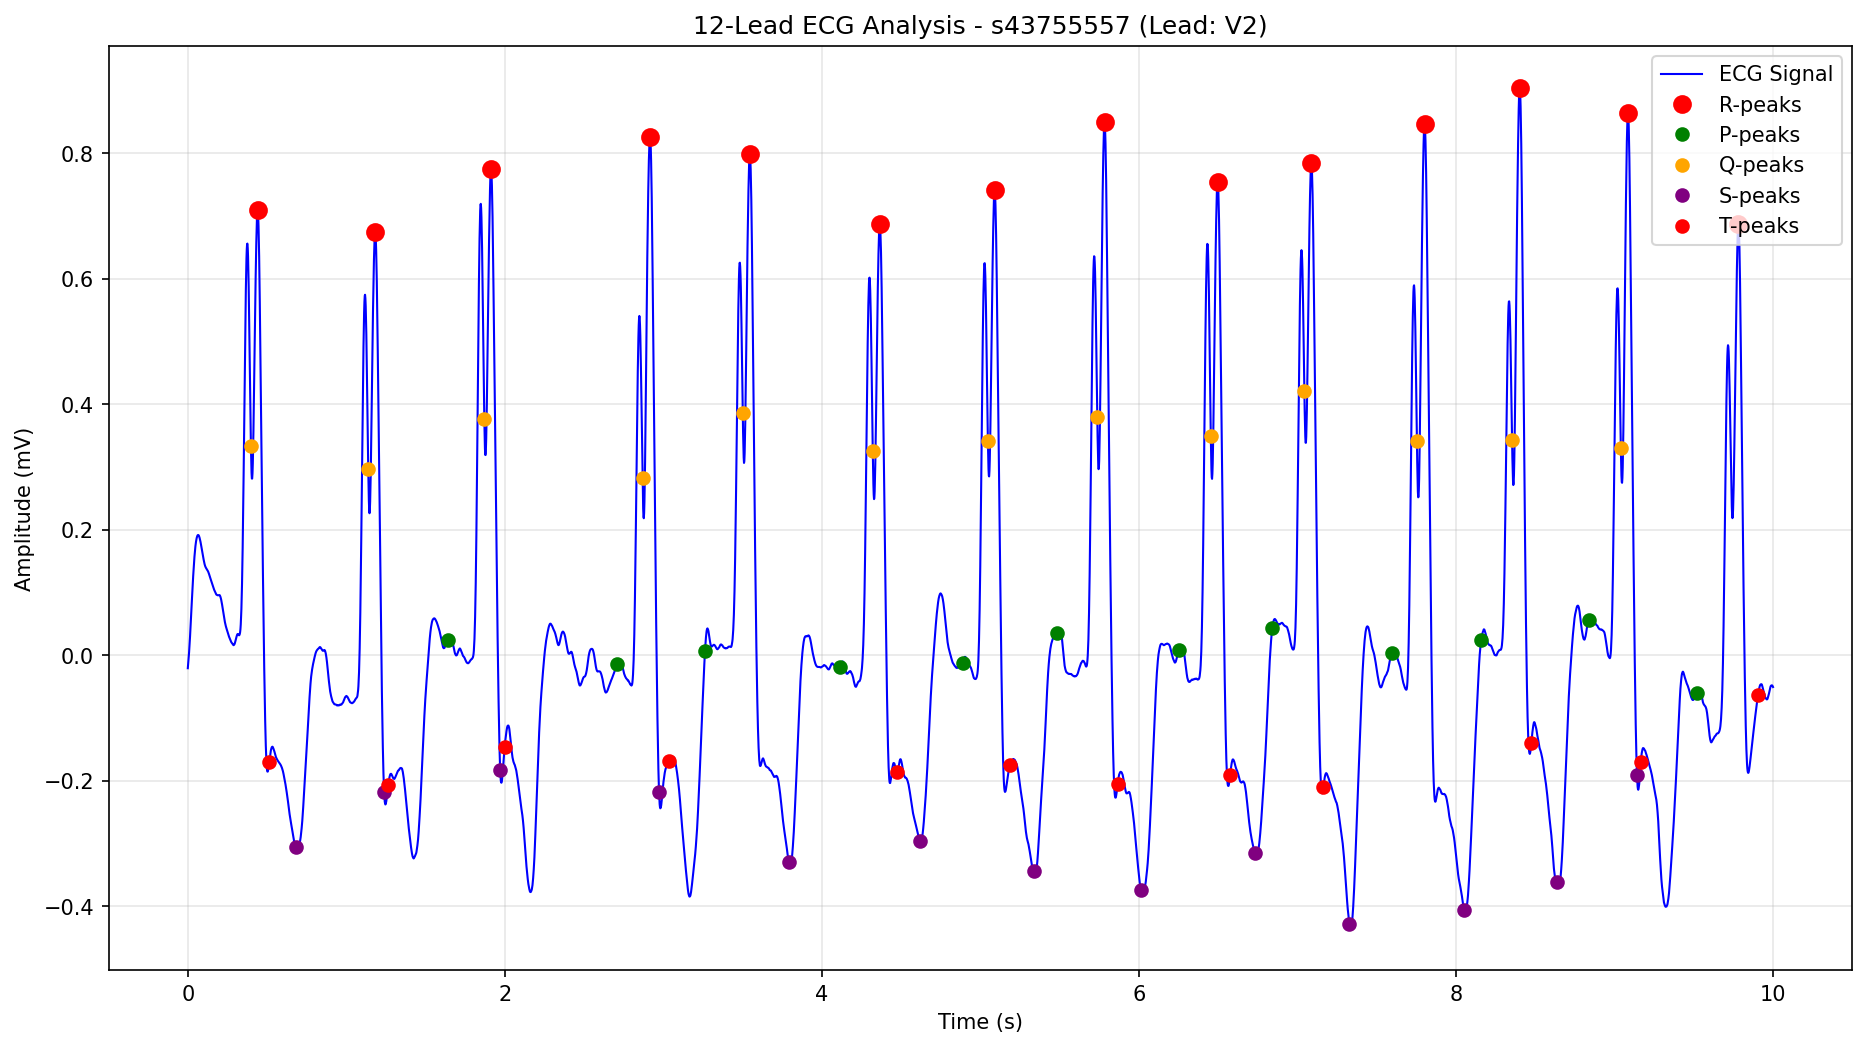 12-Lead ECG Analysis - s43755557 (Lead: V2)
ECG Signal
R-peaks
P-peaks
Q-peaks
S-peaks
T-peaks
Amplitude (mV)
0.8
0.6
0.4
0.2
0.0
−0.2
−0.4
0 2 4 6 8 10
Time (s)